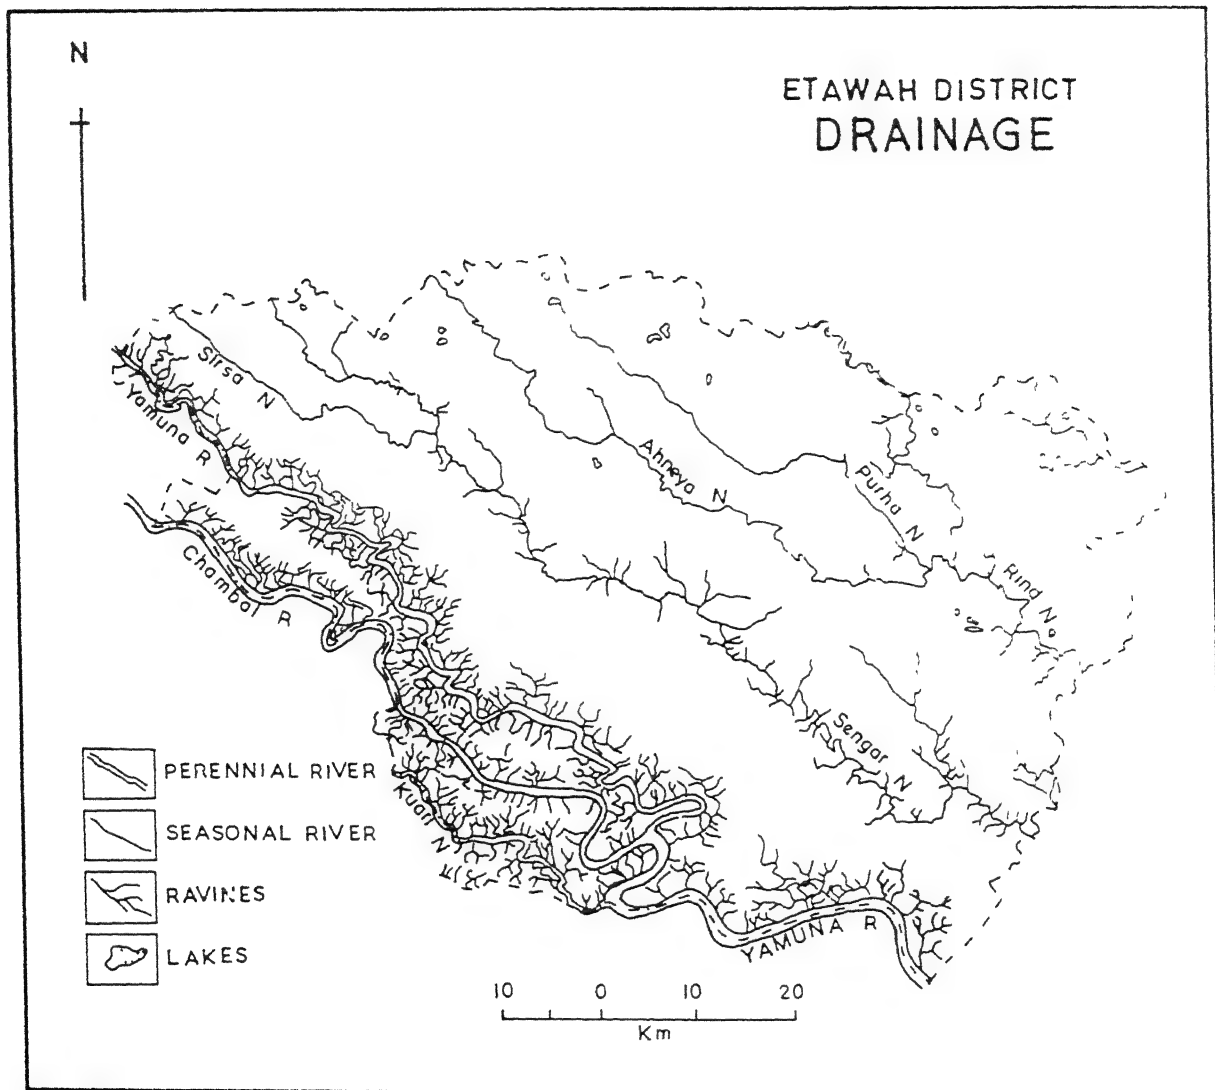 N
ETAWAH DISTRICT
DRAINAGE
Sirsa N
Yamuna R
Ahneya N
Purha N
Chambal R
Rind N
Sengar N
Kuari N
PERENNIAL RIVER
SEASONAL RIVER
RAVINES
LAKES
YAMUNA R
10 0 10 20
Km